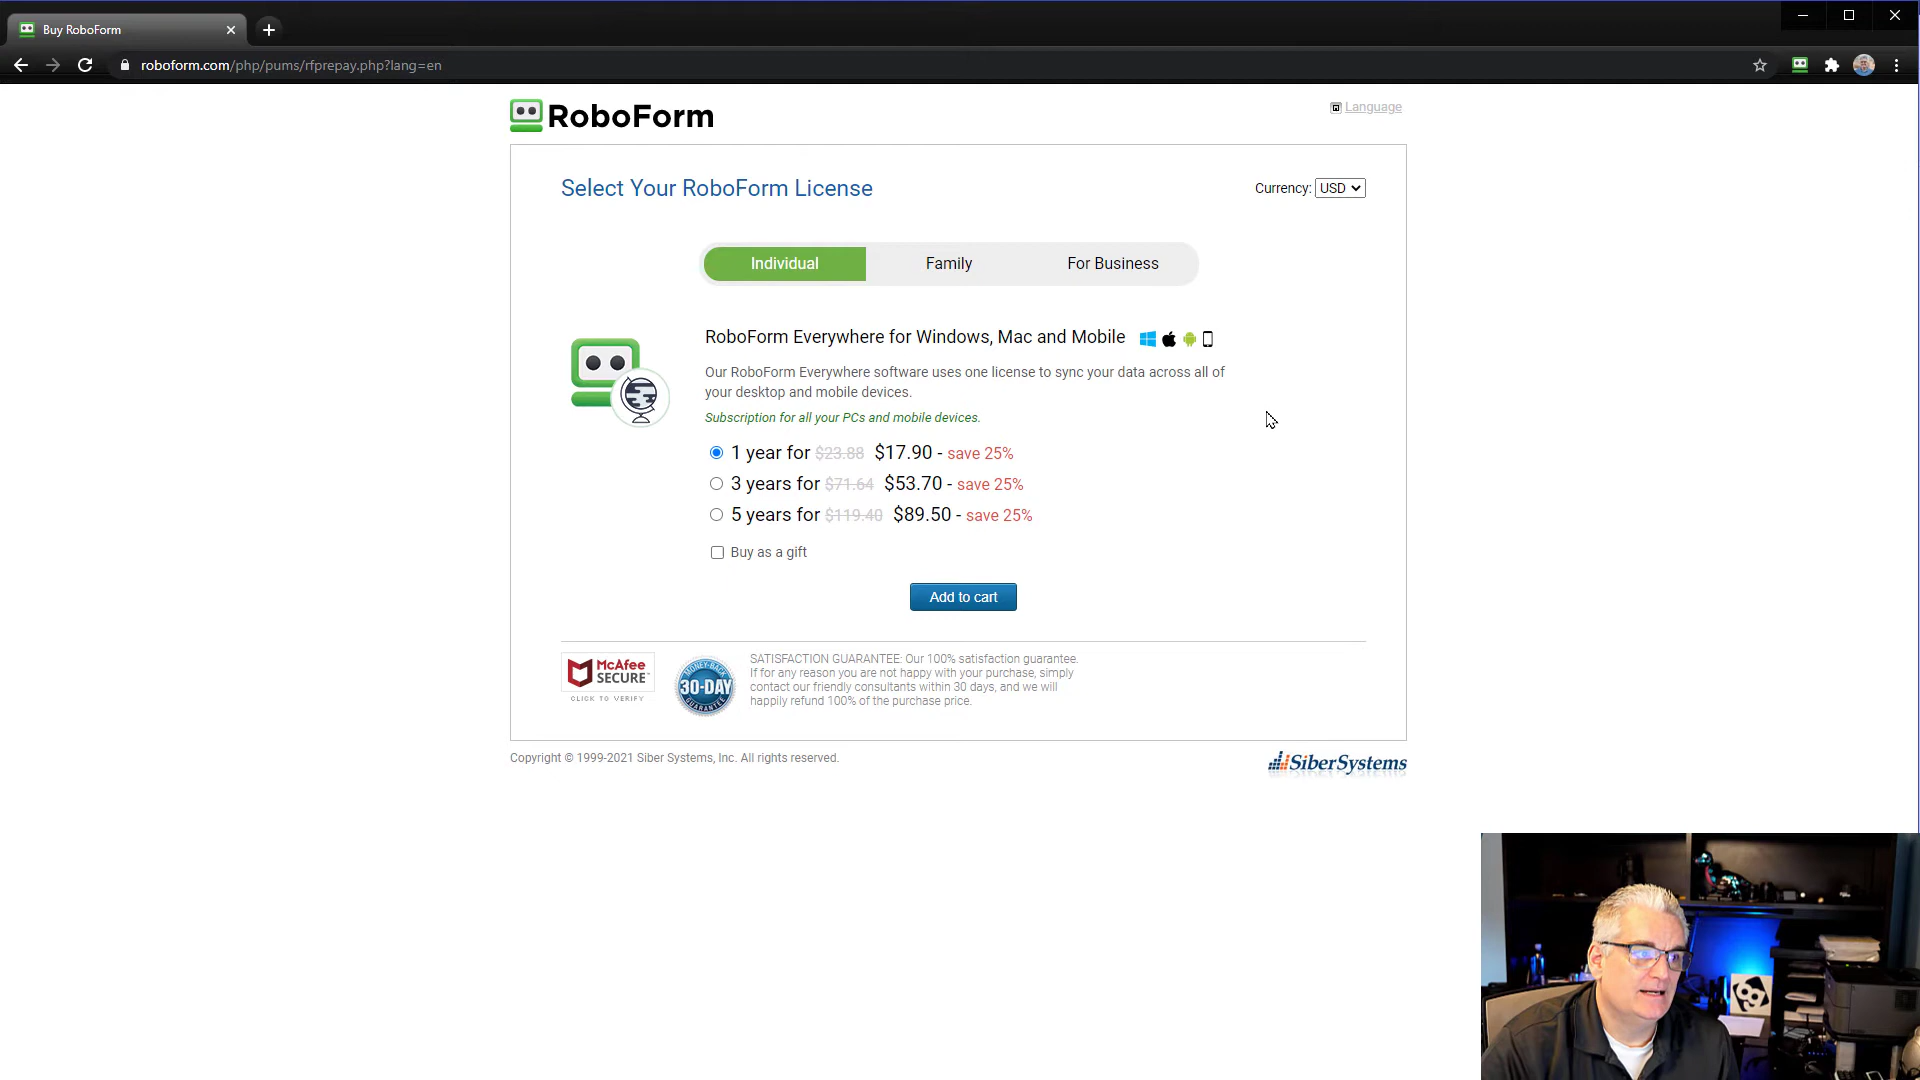 Buy RoboForm
roboform.com/php/pums/rfprepay.php?lang=en
RoboForm
Language
Select Your RoboForm License
Currency: USD
Individual
Family
For Business
RoboForm Everywhere for Windows, Mac and Mobile
Our RoboForm Everywhere software uses one license to sync your data across all of
your desktop and mobile devices.
Subscription for all your PCs and mobile devices.
1 year for $23.88 $17.90 - save 25%
3 years for $71.64 $53.70 - save 25%
5 years for $119.40 $89.50 - save 25%
Buy as a gift
Add to cart
McAfee
SECURE
CLICK TO VERIFY
MONEY-BACK
30-DAY
GUARANTEE
SATISFACTION GUARANTEE: Our 100% satisfaction guarantee.
If for any reason you are not happy with your purchase, simply
contact our friendly consultants within 30 days, and we will
happily refund 100% of the purchase price.
Copyright © 1999-2021 Siber Systems, Inc. All rights reserved.
SiberSystems